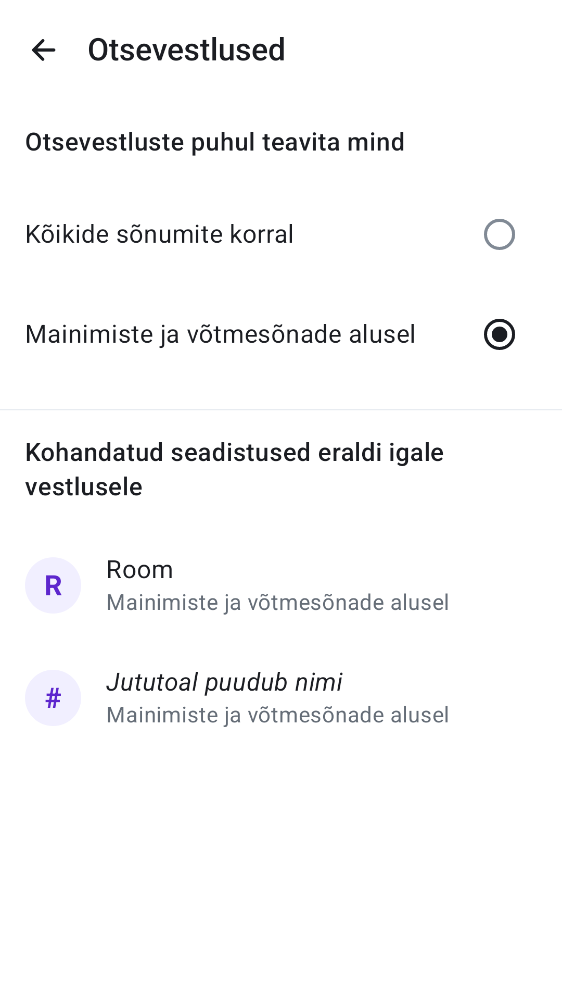 Otsevestlused
Otsevestluste puhul teavita mind
Kõikide sõnumite korral
Mainimiste ja võtmesõnade alusel
Kohandatud seadistused eraldi igale
vestlusele
R
Room
Mainimiste ja võtmesõnade alusel
#
Jututoal puudub nimi
Mainimiste ja võtmesõnade alusel